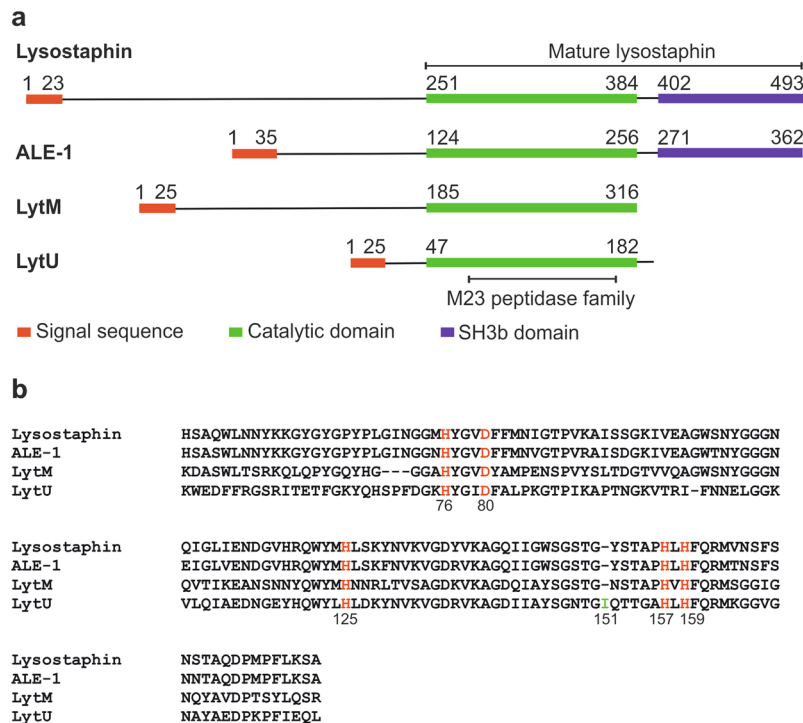 a
Lysostaphin
Mature lysostaphin
1 23 251 384 402 493
ALE-1
1 35 124 256 271 362
LytM
1 25 185 316
LytU
1 25 47 182
M23 peptidase family
Signal sequence Catalytic domain SH3b domain
b
Lysostaphin HSAQWLNNYKKGYGYGPYPLGINGGMHYGVDFFMNIGTPVKAISSGKIVEAGWSNYGGGN
ALE-1 HSASWLNNYKKGYGYGPYPLGINGGNHYGVDFFMNVGTPVRAISDGKIVEAGWTNYGGGN
LytM KDASWLTSRKQLQPYGQYHG---GGAHYGVDYAMPENSPVYSLTDGTVVQAGWSNYGGGN
LytU KWEDFFRGSRITETFGKYQHSPFDGKHYGIDFALPKGTPIKAPTNGKVTRI-FNNELGGK
76 80
Lysostaphin QIGLIENDGVHRQWYMHLSKYNVKVGDYVKAGQIIGWSGSTG-YSTAPHLHFQRMVNSFS
ALE-1 EIGLVENDGVHRQWYMHLSKFNVKVGDRVKAGQIIGWSGSTG-YSTAPHLHFQRMTNSFS
LytM QVTIKEANSNNYQWYMHNNRLTVSAGDKVKAGDQIAYSGSTG-NSTAPHVHFQRMSGGIG
LytU VLQIAEDNGEYHQWYLHLDKYNVKVGDRVKAGDIIAYSGNTGIQTTGAHLHFQRMKGGVG
125 151 157 159
Lysostaphin NSTAQDPMPFLKSA
ALE-1 NNTAQDPMPFLKSA
LytM NQYAVDPTSYLQSR
LytU NAYAEDPKPFIEQL